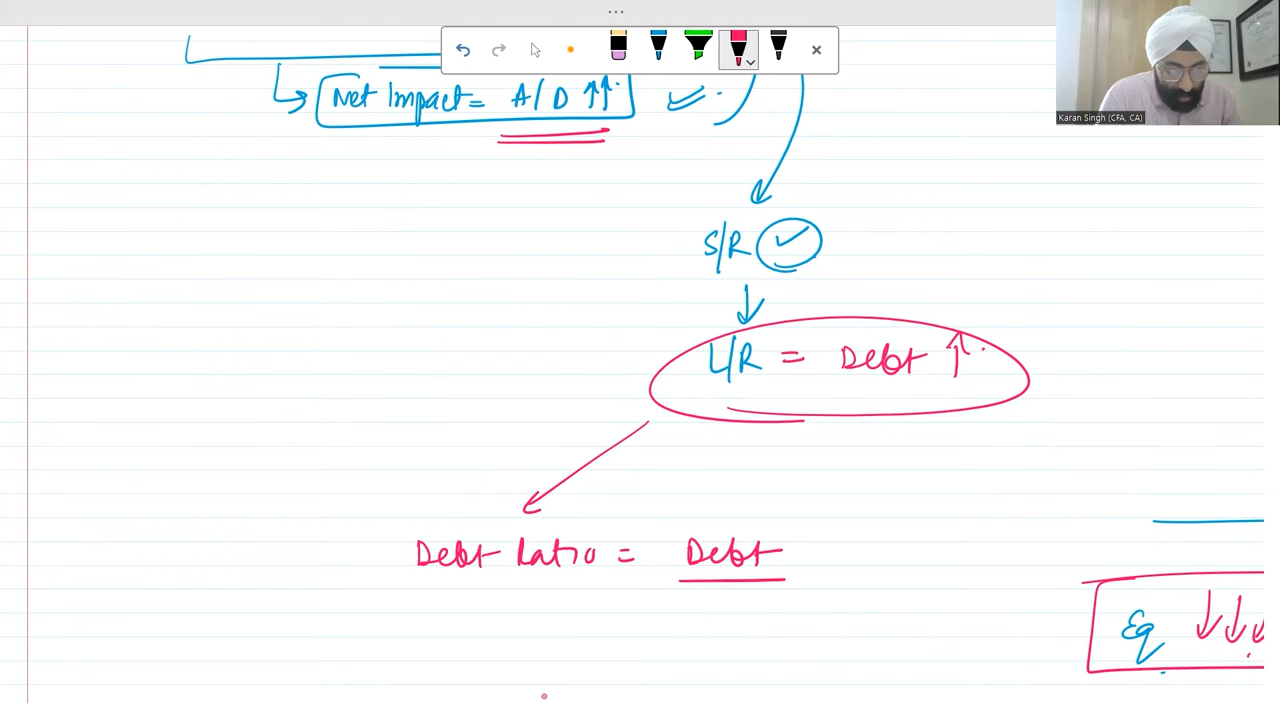 Karan Singh (CFA, CA)
Net Impact = A/D ↑↑
S/R ✓
↓
L/R = Debt ↑
Debt Ratio = Debt
Eq ↓↓↓